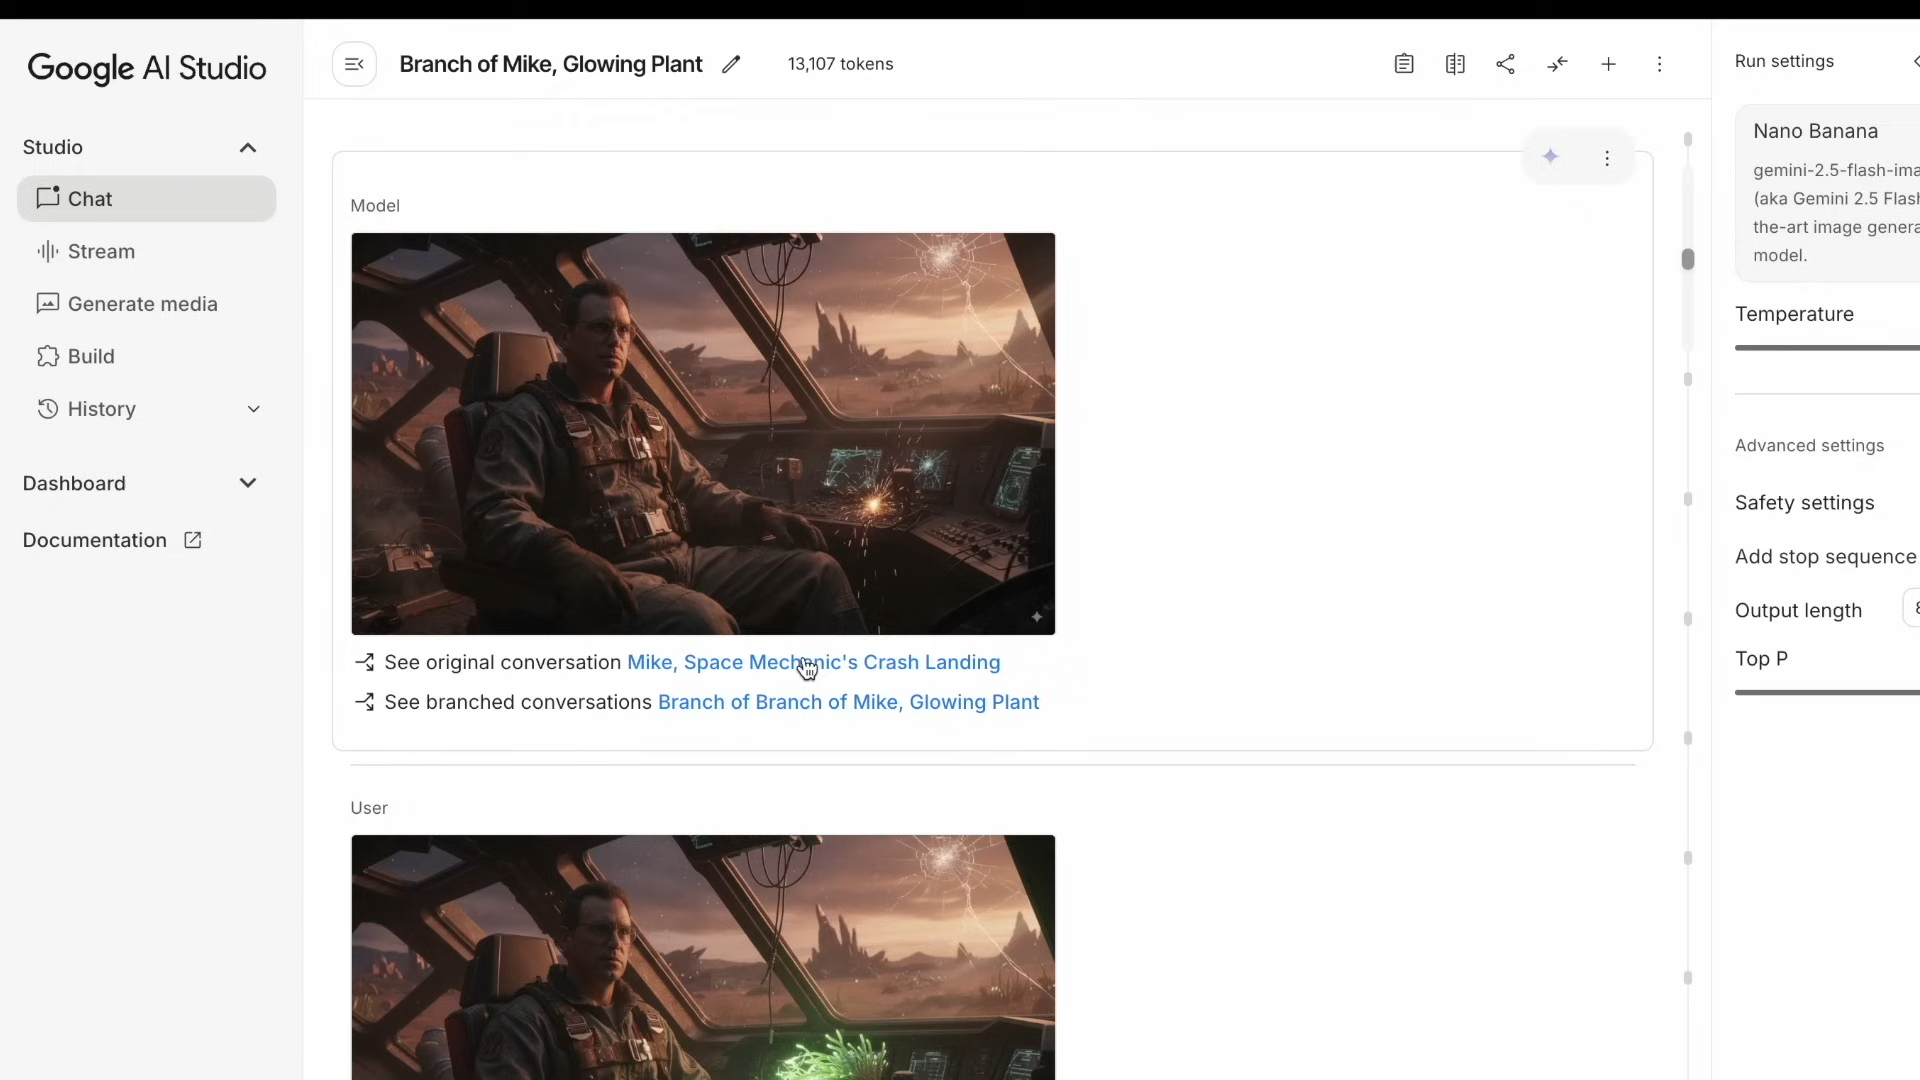 Google AI Studio
Studio
Chat
Stream
Generate media
Build
History
Dashboard
Documentation
Branch of Mike, Glowing Plant
13,107 tokens
Model
See original conversation Mike, Space Mechanic's Crash Landing
See branched conversations Branch of Branch of Mike, Glowing Plant
User
Run settings
Nano Banana
gemini-2.5-flash-ima
(aka Gemini 2.5 Flash
the-art image genera
model.
Temperature
Advanced settings
Safety settings
Add stop sequence
Output length
Top P